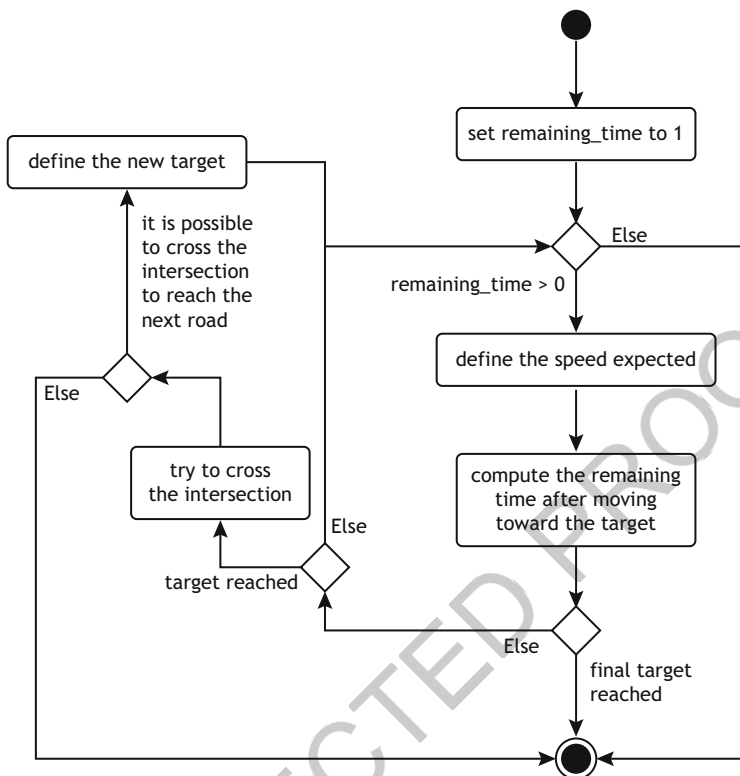 set remaining_time to 1
define the new target
it is possible
to cross the
intersection
to reach the
next road
Else
remaining_time > 0
define the speed expected
Else
try to cross
the intersection
compute the remaining
time after moving
toward the target
Else
target reached
Else
final target
reached